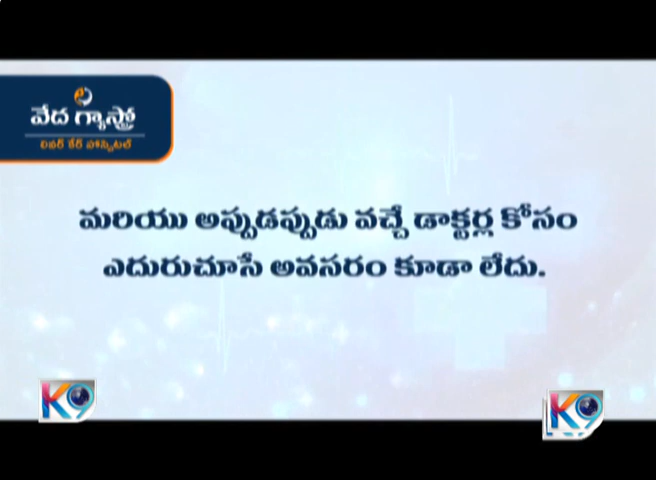 వేద గ్యాస్ట్రో
లివర్ కేర్ హాస్పిటల్
మరియు అప్పుడప్పుడు వచ్చే డాక్టర్ల కోసం
ఎదురుచూసే అవసరం కూడా లేదు.
K9
K9